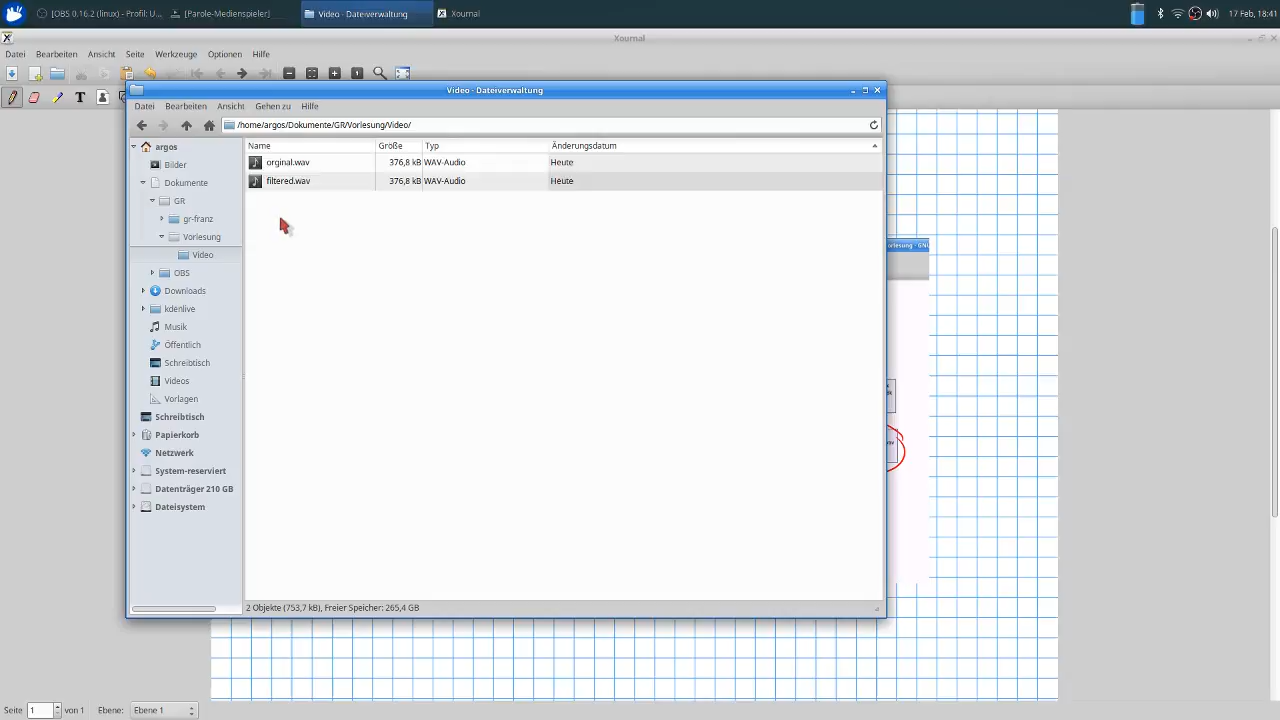 [OBS 0.16.2 (linux) - Profil: U...
[Parole-Medienspieler]
Video - Dateiverwaltung
Xournal
17 Feb, 18:41
Xournal
Datei Bearbeiten Ansicht Seite Werkzeuge Optionen Hilfe
Video - Dateiverwaltung
Datei Bearbeiten Ansicht Gehen zu Hilfe
/home/argos/Dokumente/GR/Vorlesung/Video/
argos
Bilder
Dokumente
GR
gr-franz
Vorlesung
Video
OBS
Downloads
kdenlive
Musik
Öffentlich
Schreibtisch
Videos
Vorlagen
Schreibtisch
Papierkorb
Netzwerk
System-reserviert
Datenträger 210 GB
Dateisystem
Name Größe Typ Änderungsdatum
orginal.wav 376,8 kB WAV-Audio Heute
filtered.wav 376,8 kB WAV-Audio Heute
2 Objekte (753,7 kB), Freier Speicher: 265,4 GB
orlesung - GNU
Seite 1 von 1 Ebene: Ebene 1